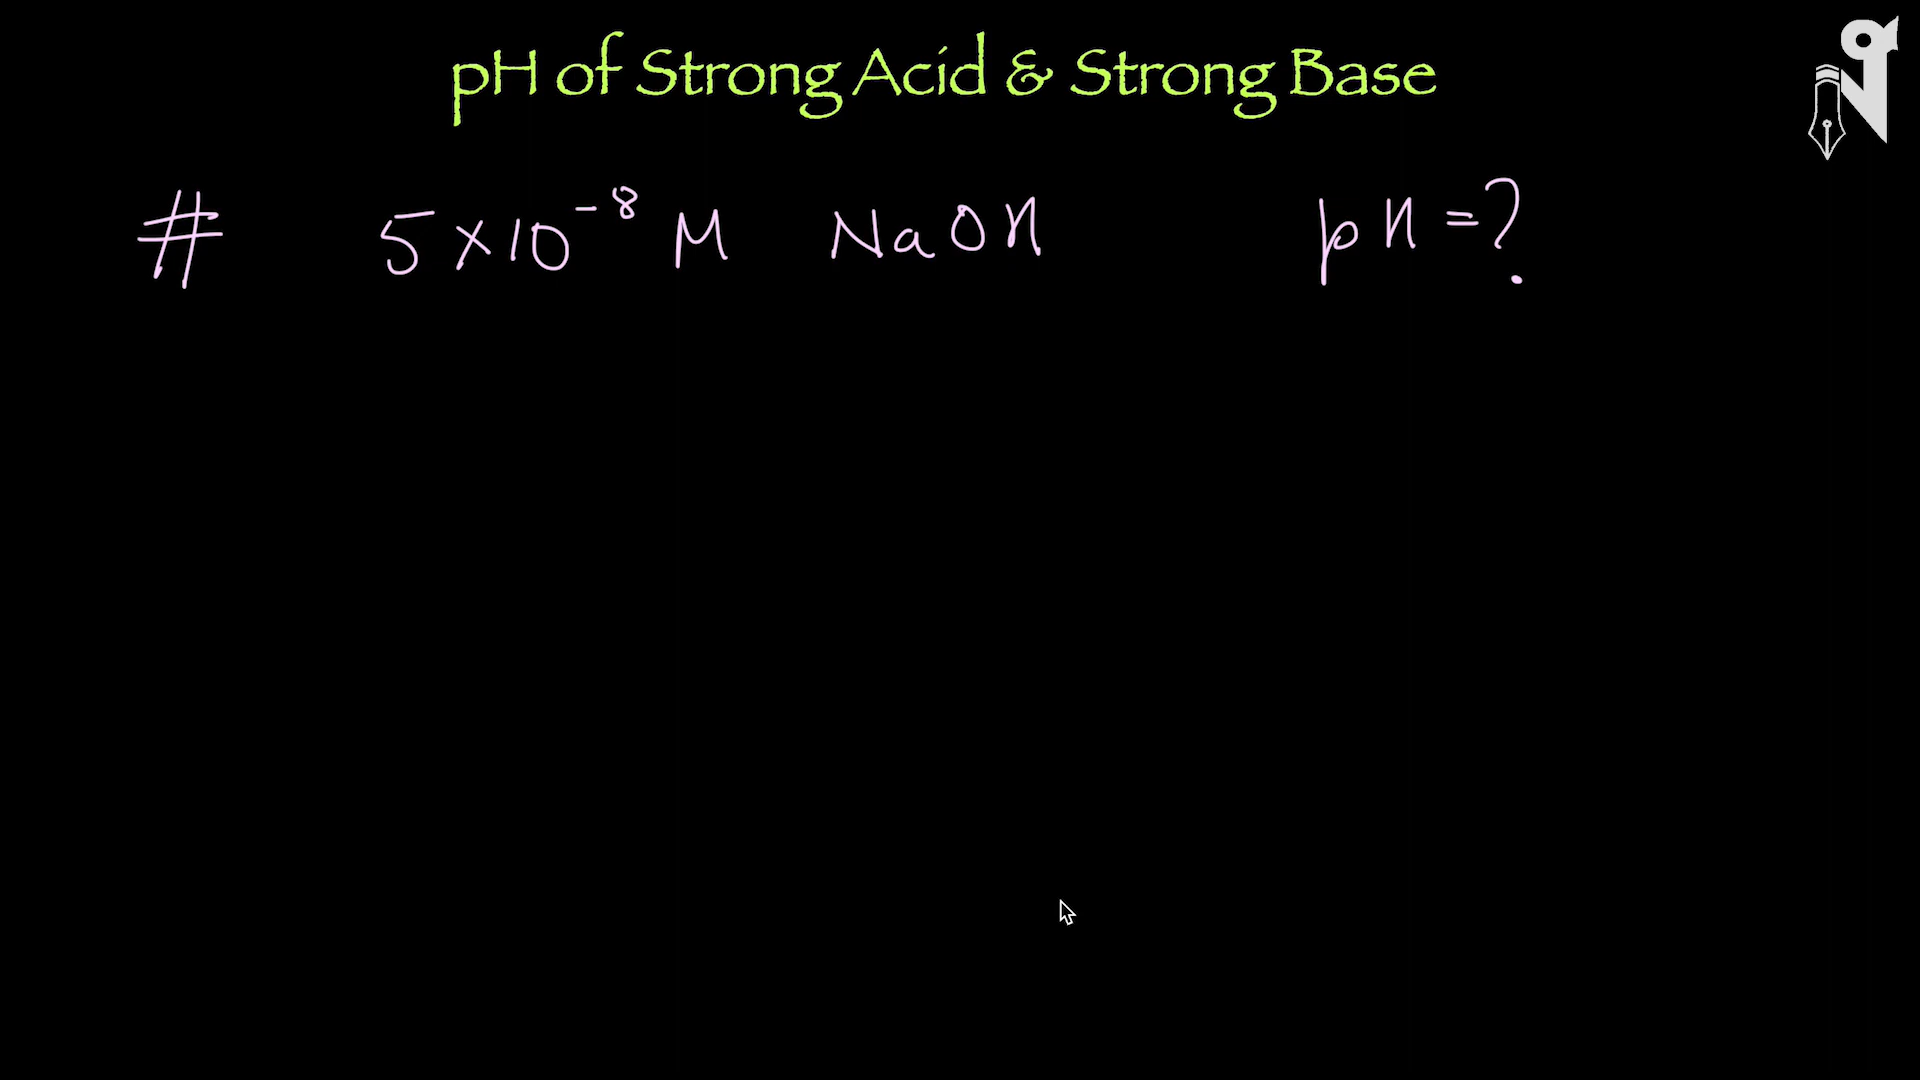 pH of Strong Acid & Strong Base
# 5×10⁻⁸ M NaOH pH=?